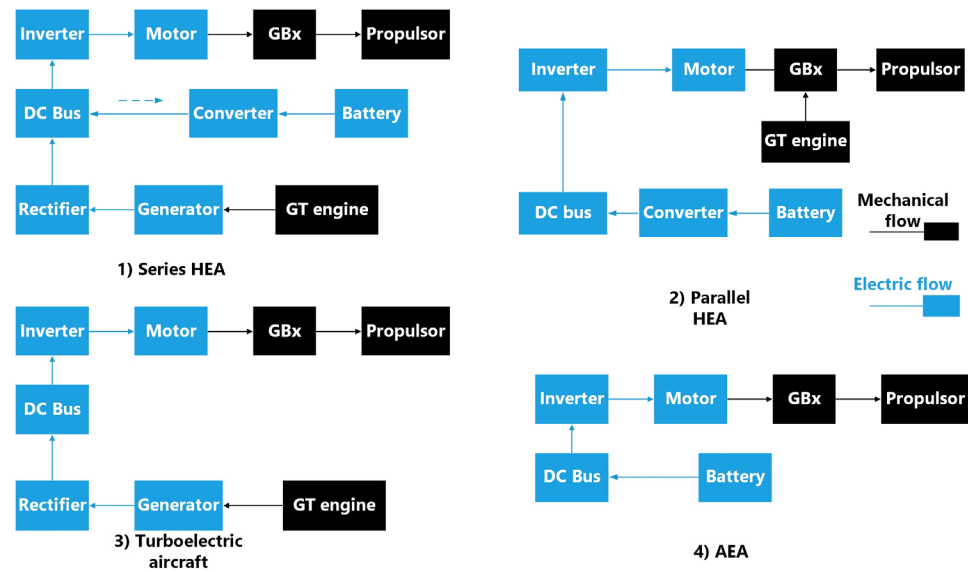 Inverter
Motor
GBx
Propulsor
DC Bus
Converter
Battery
Rectifier
Generator
GT engine
1) Series HEA
Inverter
Motor
GBx
Propulsor
GT engine
DC bus
Converter
Battery
Mechanical
flow
Electric flow
2) Parallel
HEA
Inverter
Motor
GBx
Propulsor
DC Bus
Rectifier
Generator
GT engine
3) Turboelectric
aircraft
Inverter
Motor
GBx
Propulsor
DC Bus
Battery
4) AEA